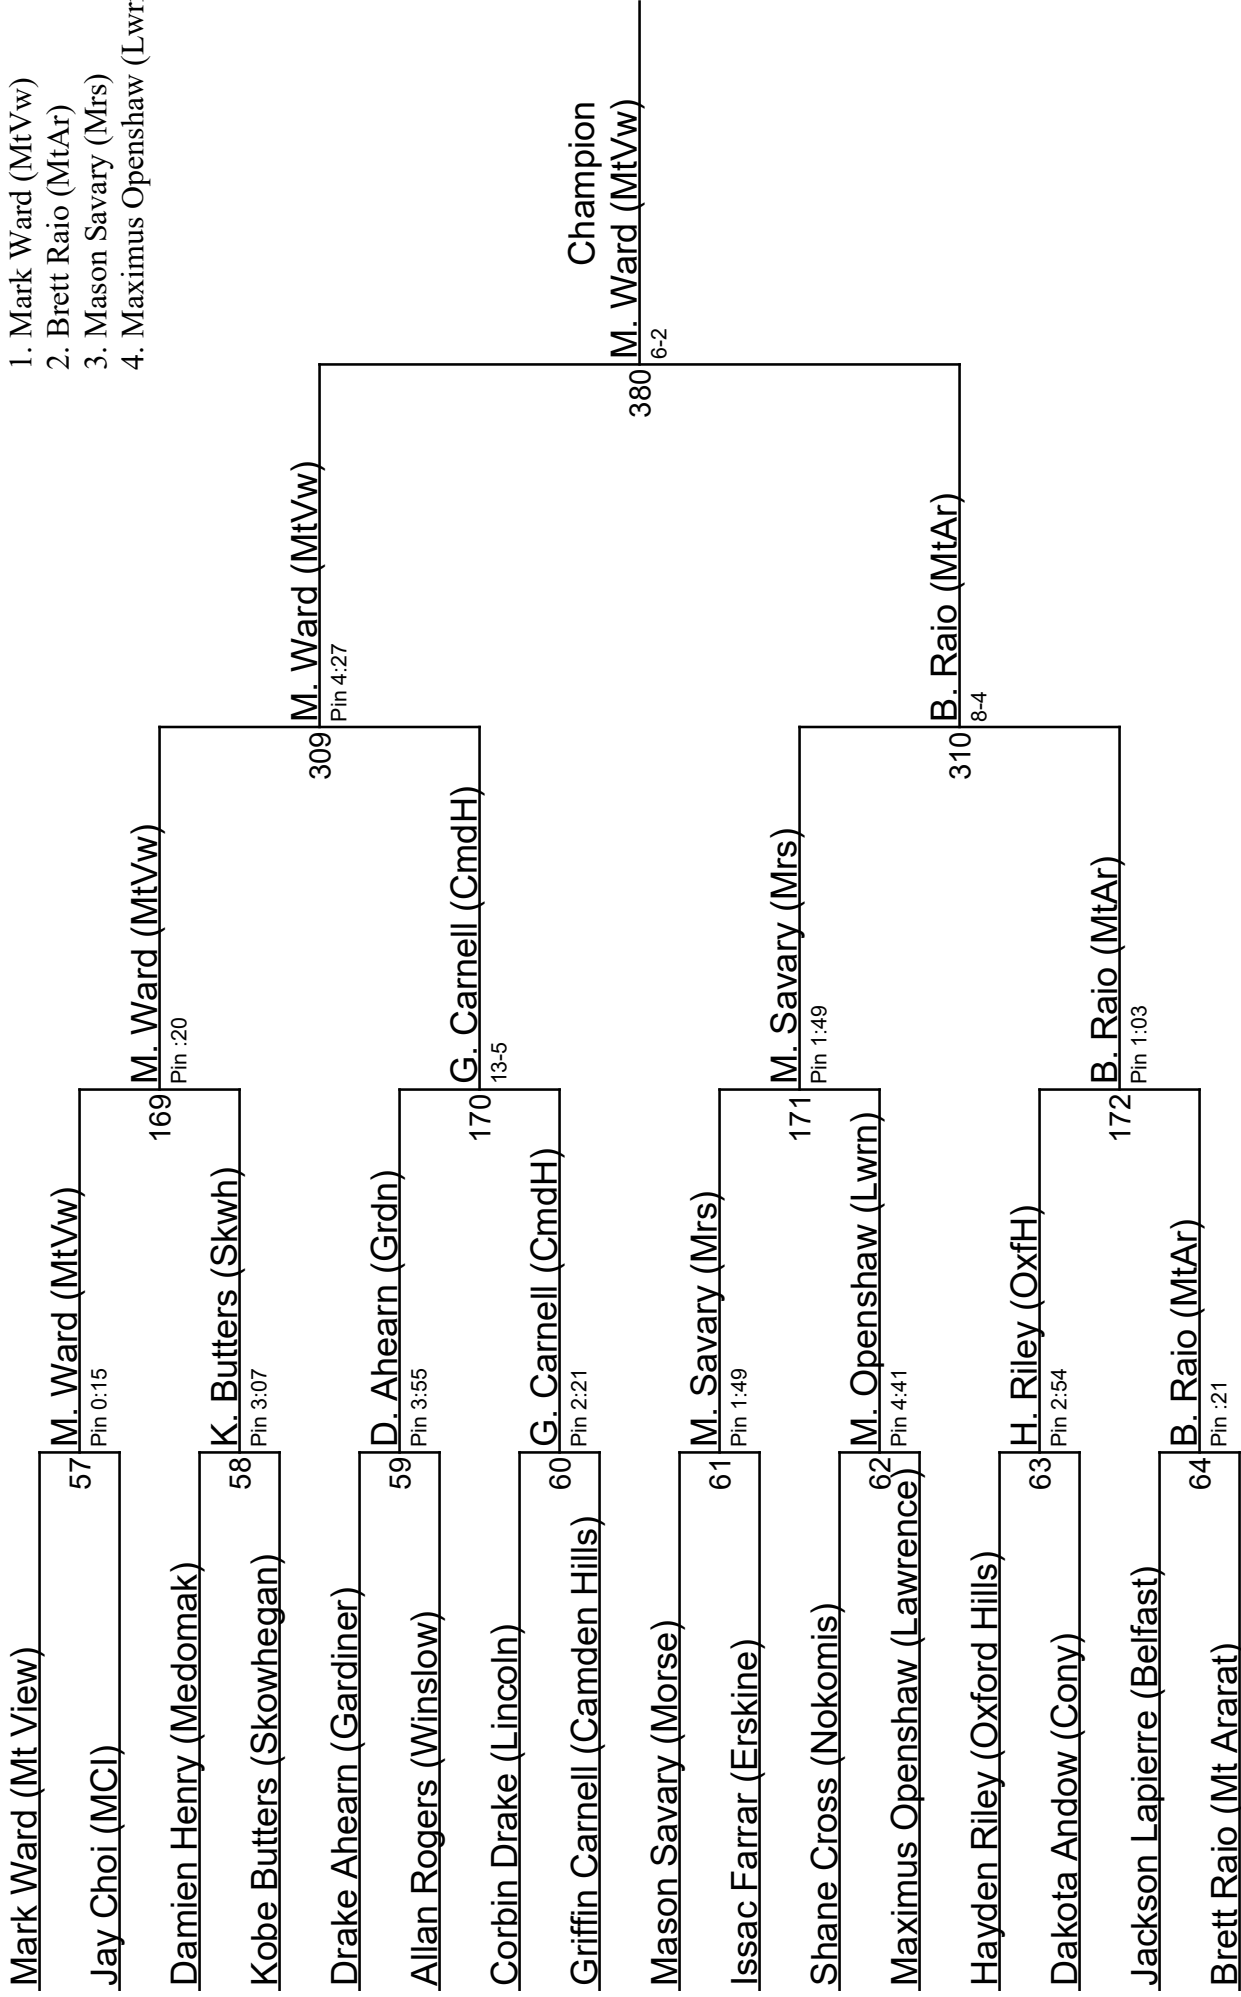 1. Mark Ward (MtVw)
2. Brett Raio (MtAr)
3. Mason Savary (Mrs)
4. Maximus Openshaw (Lwr
Mark Ward (Mt View)
Jay Choi (MCI)
Damien Henry (Medomak)
Kobe Butters (Skowhegan)
Drake Ahearn (Gardiner)
Allan Rogers (Winslow)
Corbin Drake (Lincoln)
Griffin Carnell (Camden Hills)
Mason Savary (Morse)
Issac Farrar (Erskine)
Shane Cross (Nokomis)
Maximus Openshaw (Lawrence)
Hayden Riley (Oxford Hills)
Dakota Andow (Cony)
Jackson Lapierre (Belfast)
Brett Raio (Mt Ararat)
57
M. Ward (MtVw)
Pin 0:15
58
K. Butters (Skwh)
Pin 3:07
59
D. Ahearn (Grdn)
Pin 3:55
60
G. Carnell (CmdH)
Pin 2:21
61
M. Savary (Mrs)
Pin 1:49
62
M. Openshaw (Lwrn)
Pin 4:41
63
H. Riley (OxfH)
Pin 2:54
64
B. Raio (MtAr)
Pin :21
169
M. Ward (MtVw)
Pin :20
170
G. Carnell (CmdH)
13-5
171
M. Savary (Mrs)
Pin 1:49
172
B. Raio (MtAr)
Pin 1:03
309
M. Ward (MtVw)
Pin 4:27
310
B. Raio (MtAr)
8-4
380
Champion
M. Ward (MtVw)
6-2